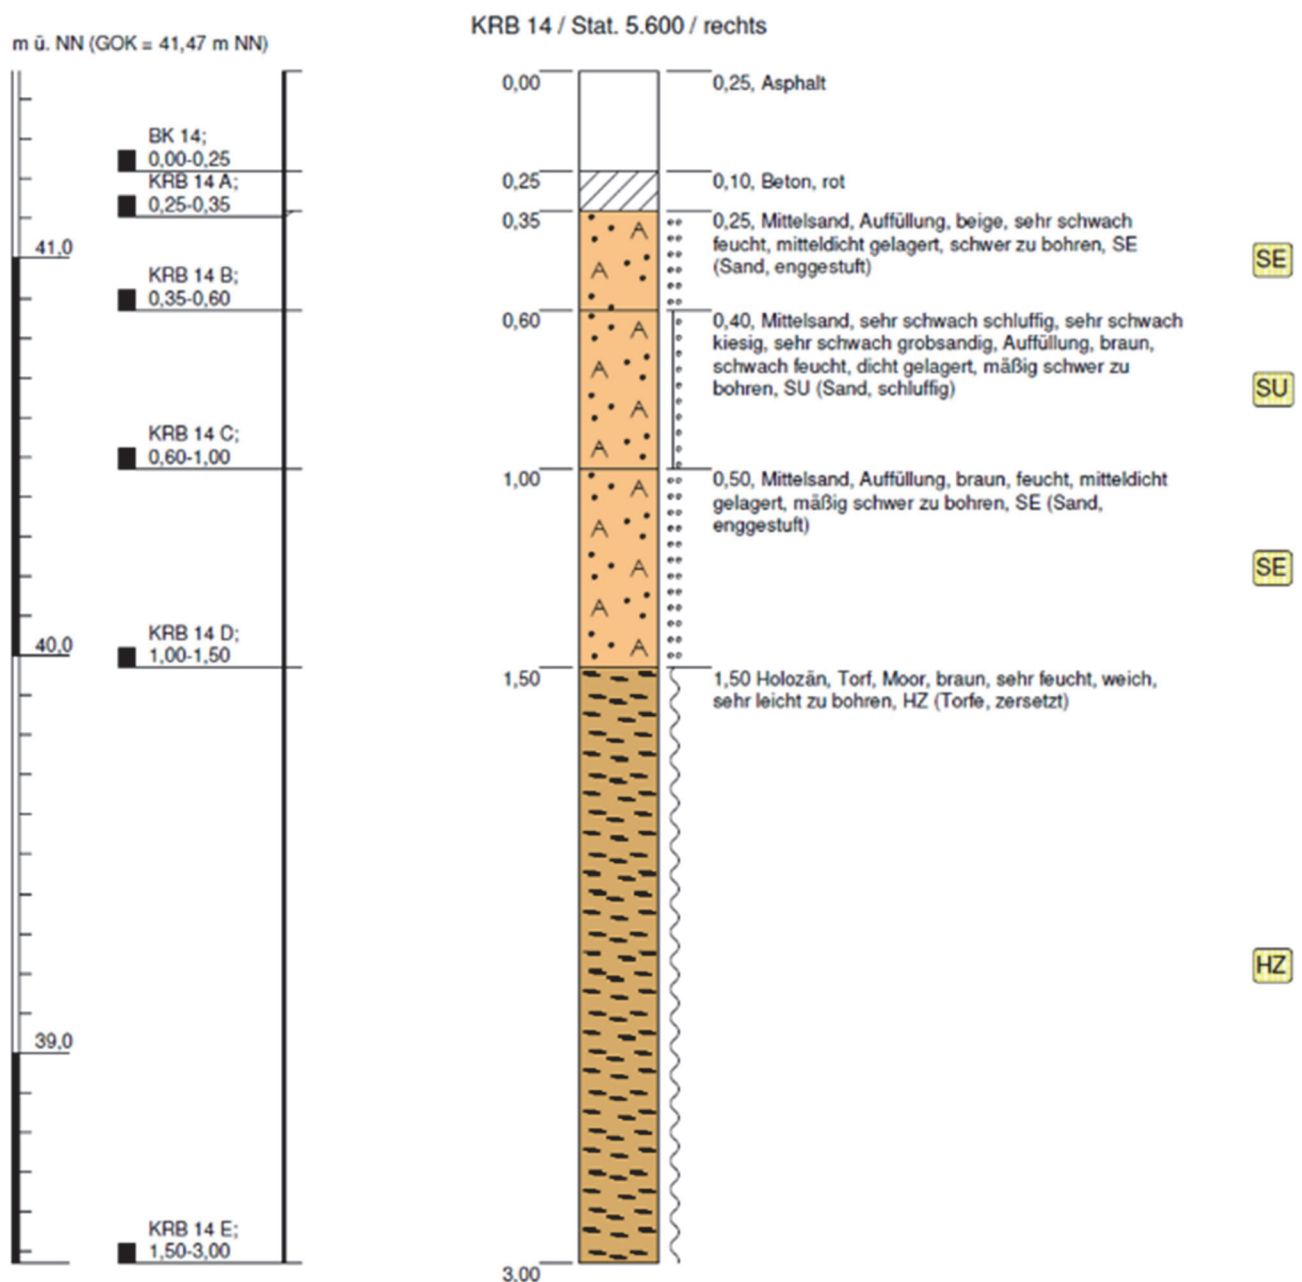 KRB 14 / Stat. 5.600 / rechts
m ü. NN (GOK = 41,47 m NN)
0,00
0,25, Asphalt
BK 14;
0,00-0,25
KRB 14 A;
0,25-0,35
0,25
0,10, Beton, rot
0,35
0,25, Mittelsand, Auffüllung, beige, sehr schwach
feucht, mitteldicht gelagert, schwer zu bohren, SE
(Sand, enggestuft)
SE
41,0
KRB 14 B;
0,35-0,60
0,60
0,40, Mittelsand, sehr schwach schluffig, sehr schwach
kiesig, sehr schwach grobsandig, Auffüllung, braun,
schwach feucht, dicht gelagert, mäßig schwer zu
bohren, SU (Sand, schluffig)
SU
KRB 14 C;
0,60-1,00
1,00
0,50, Mittelsand, Auffüllung, braun, feucht, mitteldicht
gelagert, mäßig schwer zu bohren, SE (Sand,
enggestuft)
SE
40,0
KRB 14 D;
1,00-1,50
1,50
1,50 Holozän, Torf, Moor, braun, sehr feucht, weich,
sehr leicht zu bohren, HZ (Torfe, zersetzt)
HZ
39,0
KRB 14 E;
1,50-3,00
3,00
A
A
A
A
A
A
A
A
A
A
A